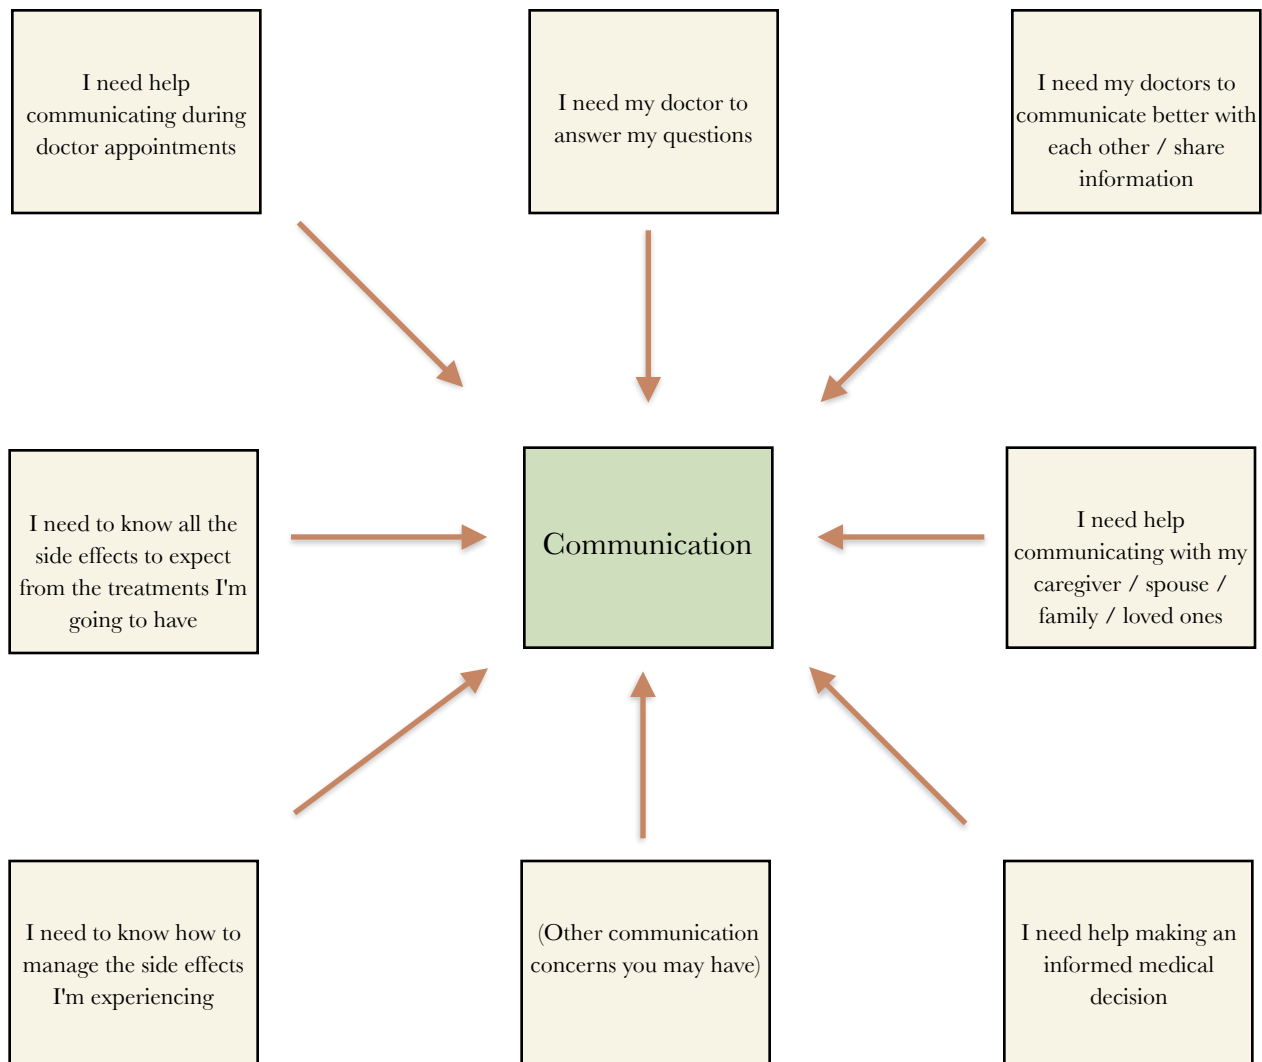 I need help
communicating during
doctor appointments
I need my doctor to
answer my questions
I need my doctors to
communicate better with
each other / share
information
I need to know all the
side effects to expect
from the treatments I'm
going to have
Communication
I need help
communicating with my
caregiver / spouse /
family / loved ones
I need to know how to
manage the side effects
I'm experiencing
(Other communication
concerns you may have)
I need help making an
informed medical
decision